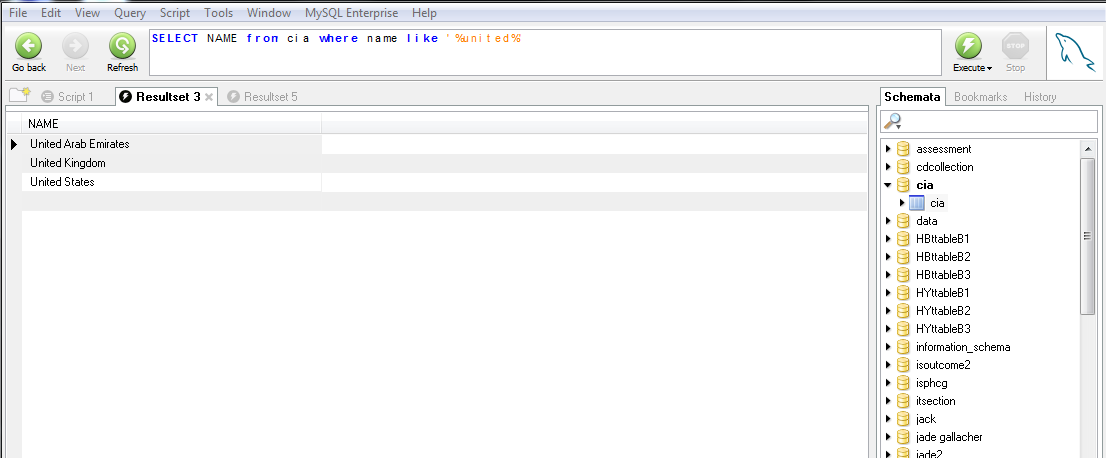 File Edit View Query Script Tools Window MySQL Enterprise Help
SELECT NAME from cia where name like '%united%
Go back Next Refresh Execute STOP Stop
Script 1 Resultset 3 Resultset 5
NAME
United Arab Emirates
United Kingdom
United States
Schemata Bookmarks History
assessment
cdcollection
cia
cia
data
HBttableB1
HBttableB2
HBttableB3
HYttableB1
HYttableB2
HYttableB3
information_schema
isoutcome2
isphcg
itsection
jack
jade gallacher
jade2